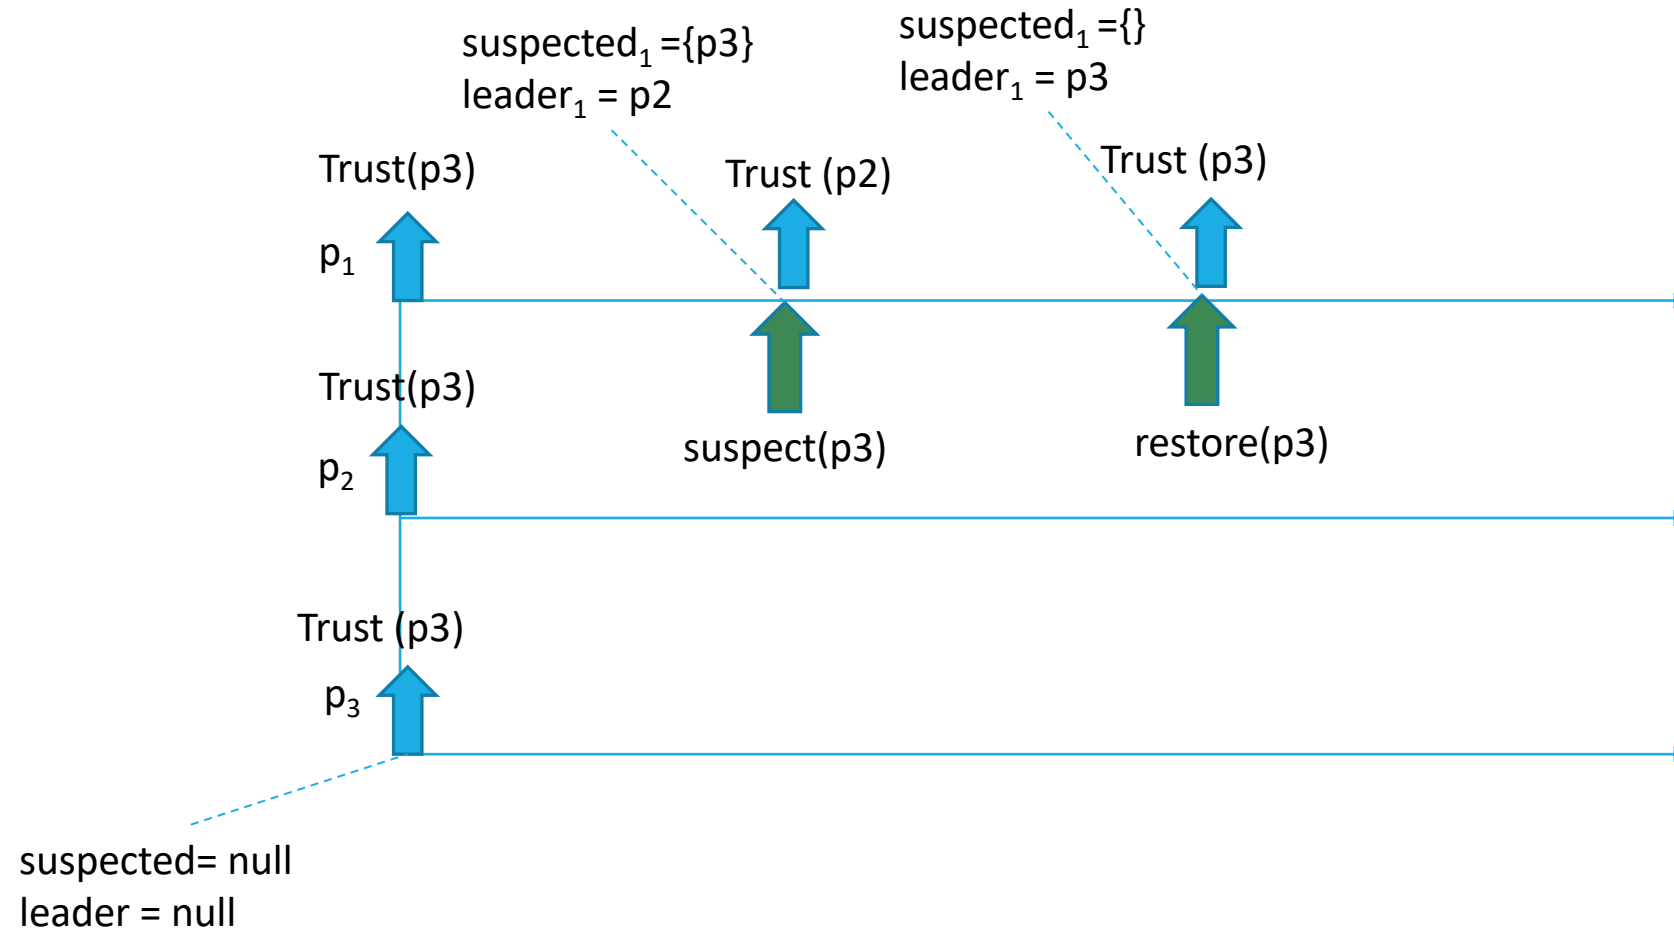 suspected₁ ={p3}
leader₁ = p2
suspected₁ ={}
leader₁ = p3
Trust(p3)
Trust (p2)
Trust (p3)
p₁
Trust(p3)
suspect(p3)
restore(p3)
p₂
Trust (p3)
p₃
suspected= null
leader = null